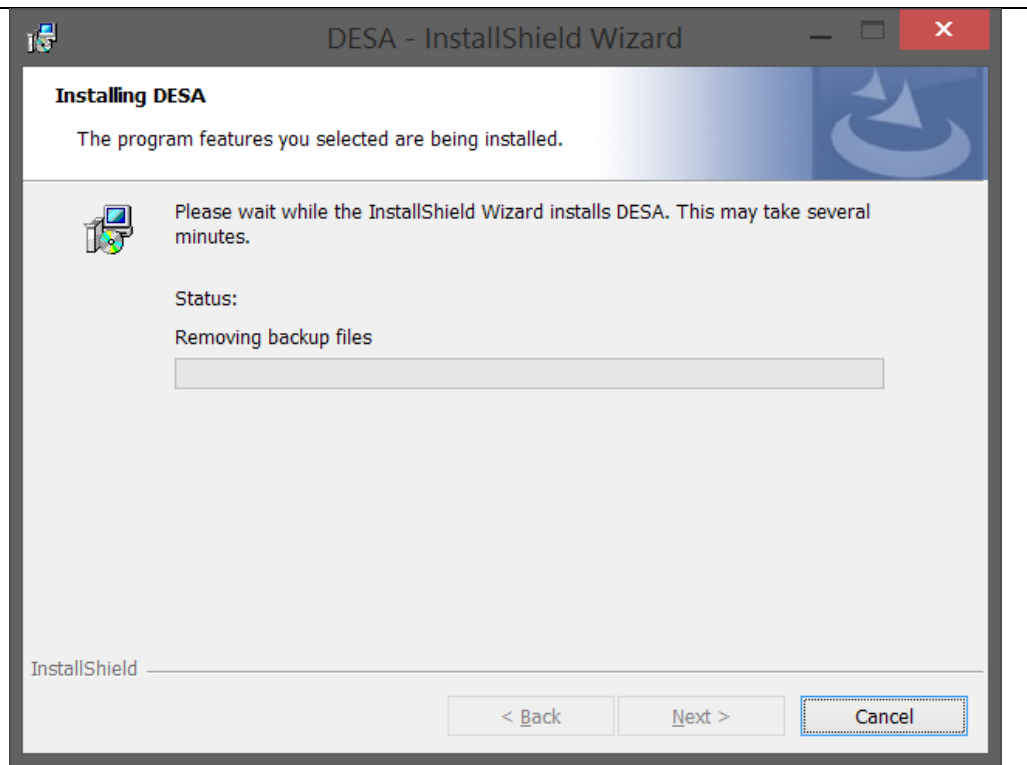 DESA - InstallShield Wizard
Installing DESA
The program features you selected are being installed.
Please wait while the InstallShield Wizard installs DESA. This may take several
minutes.
Status:
Removing backup files
InstallShield
< Back Next > Cancel